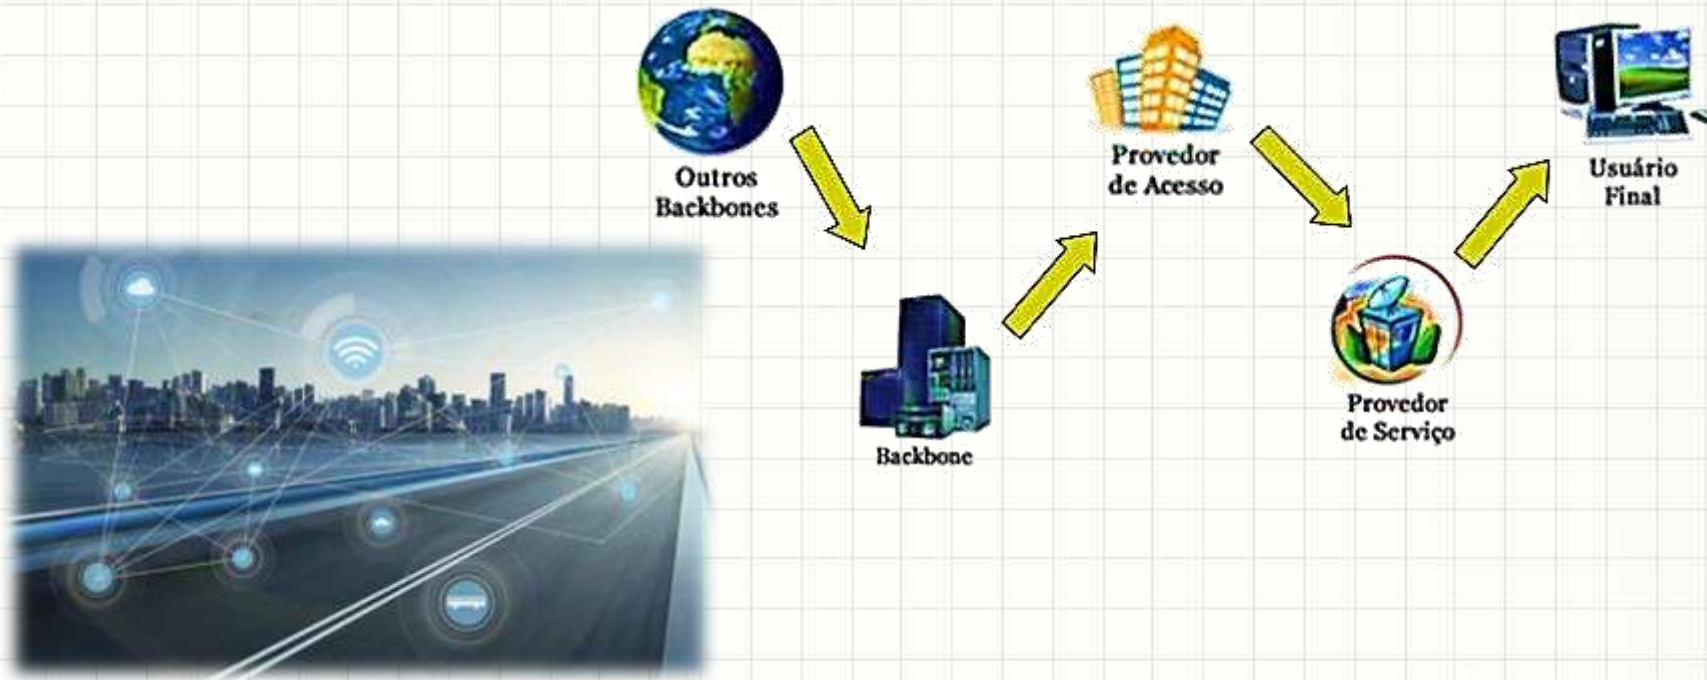 Outros
Backbones
Backbone
Provedor
de Acesso
Provedor
de Serviço
Usuário
Final